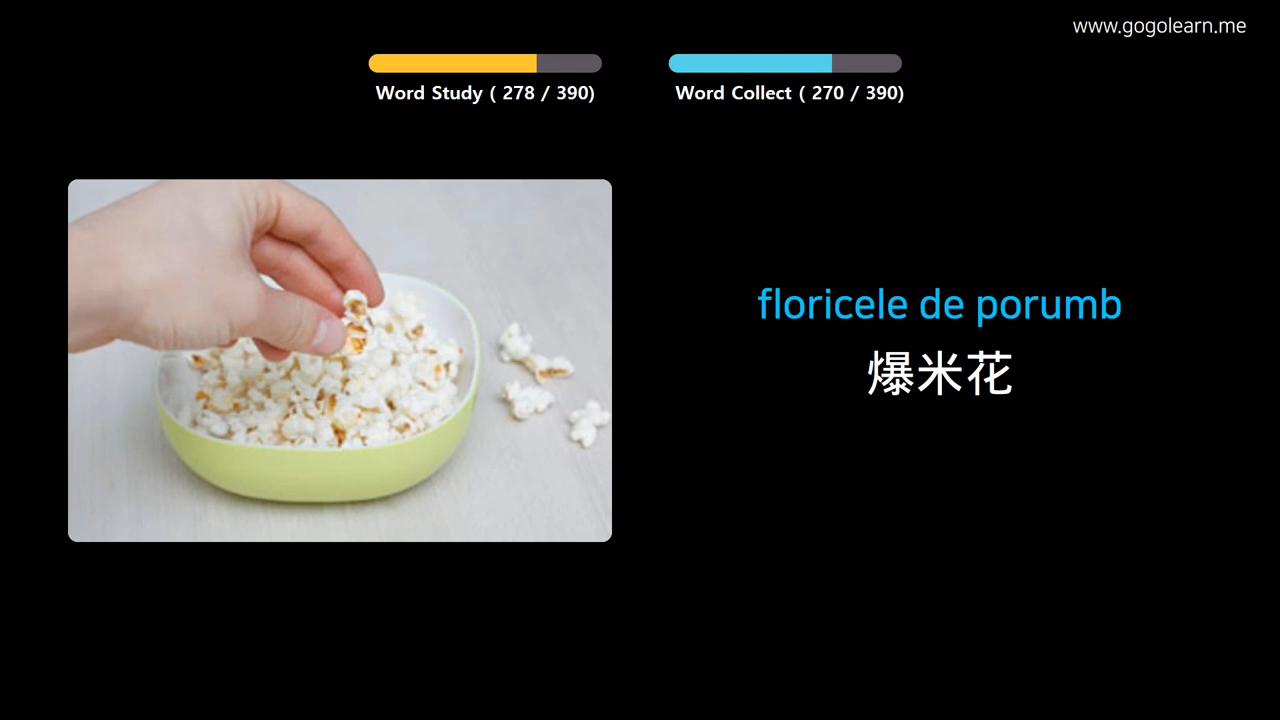 www.gogolearn.me
Word Study ( 278 / 390)
Word Collect ( 270 / 390)
floricele de porumb
爆米花